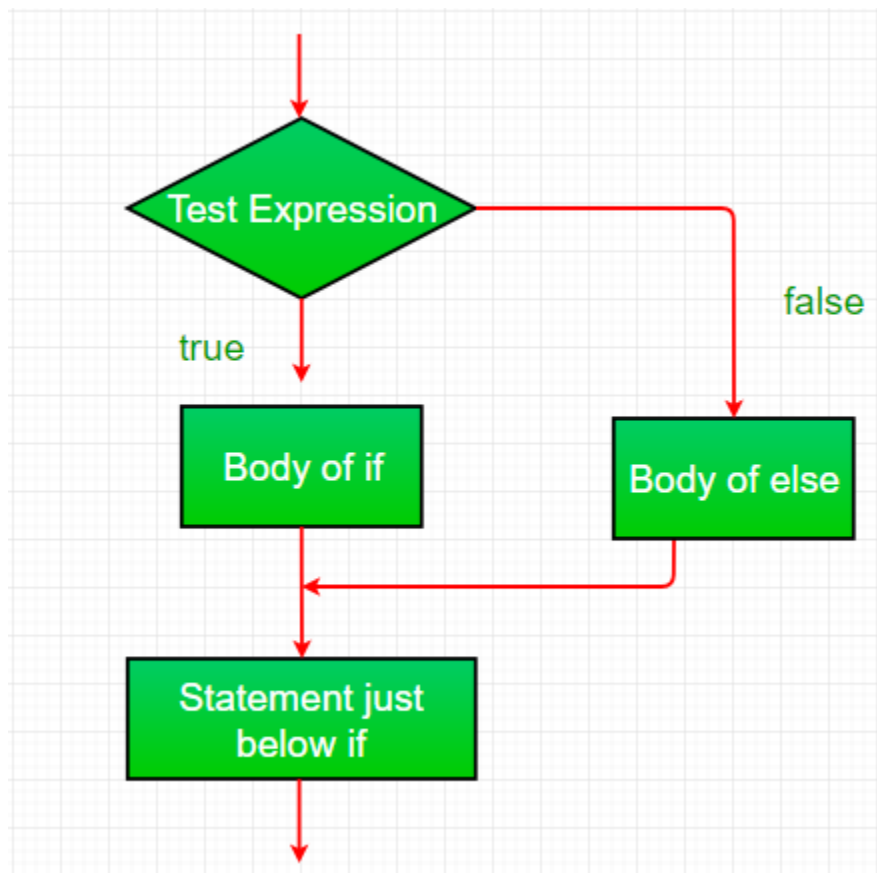 Test Expression
false
true
Body of if
Body of else
Statement just
below if